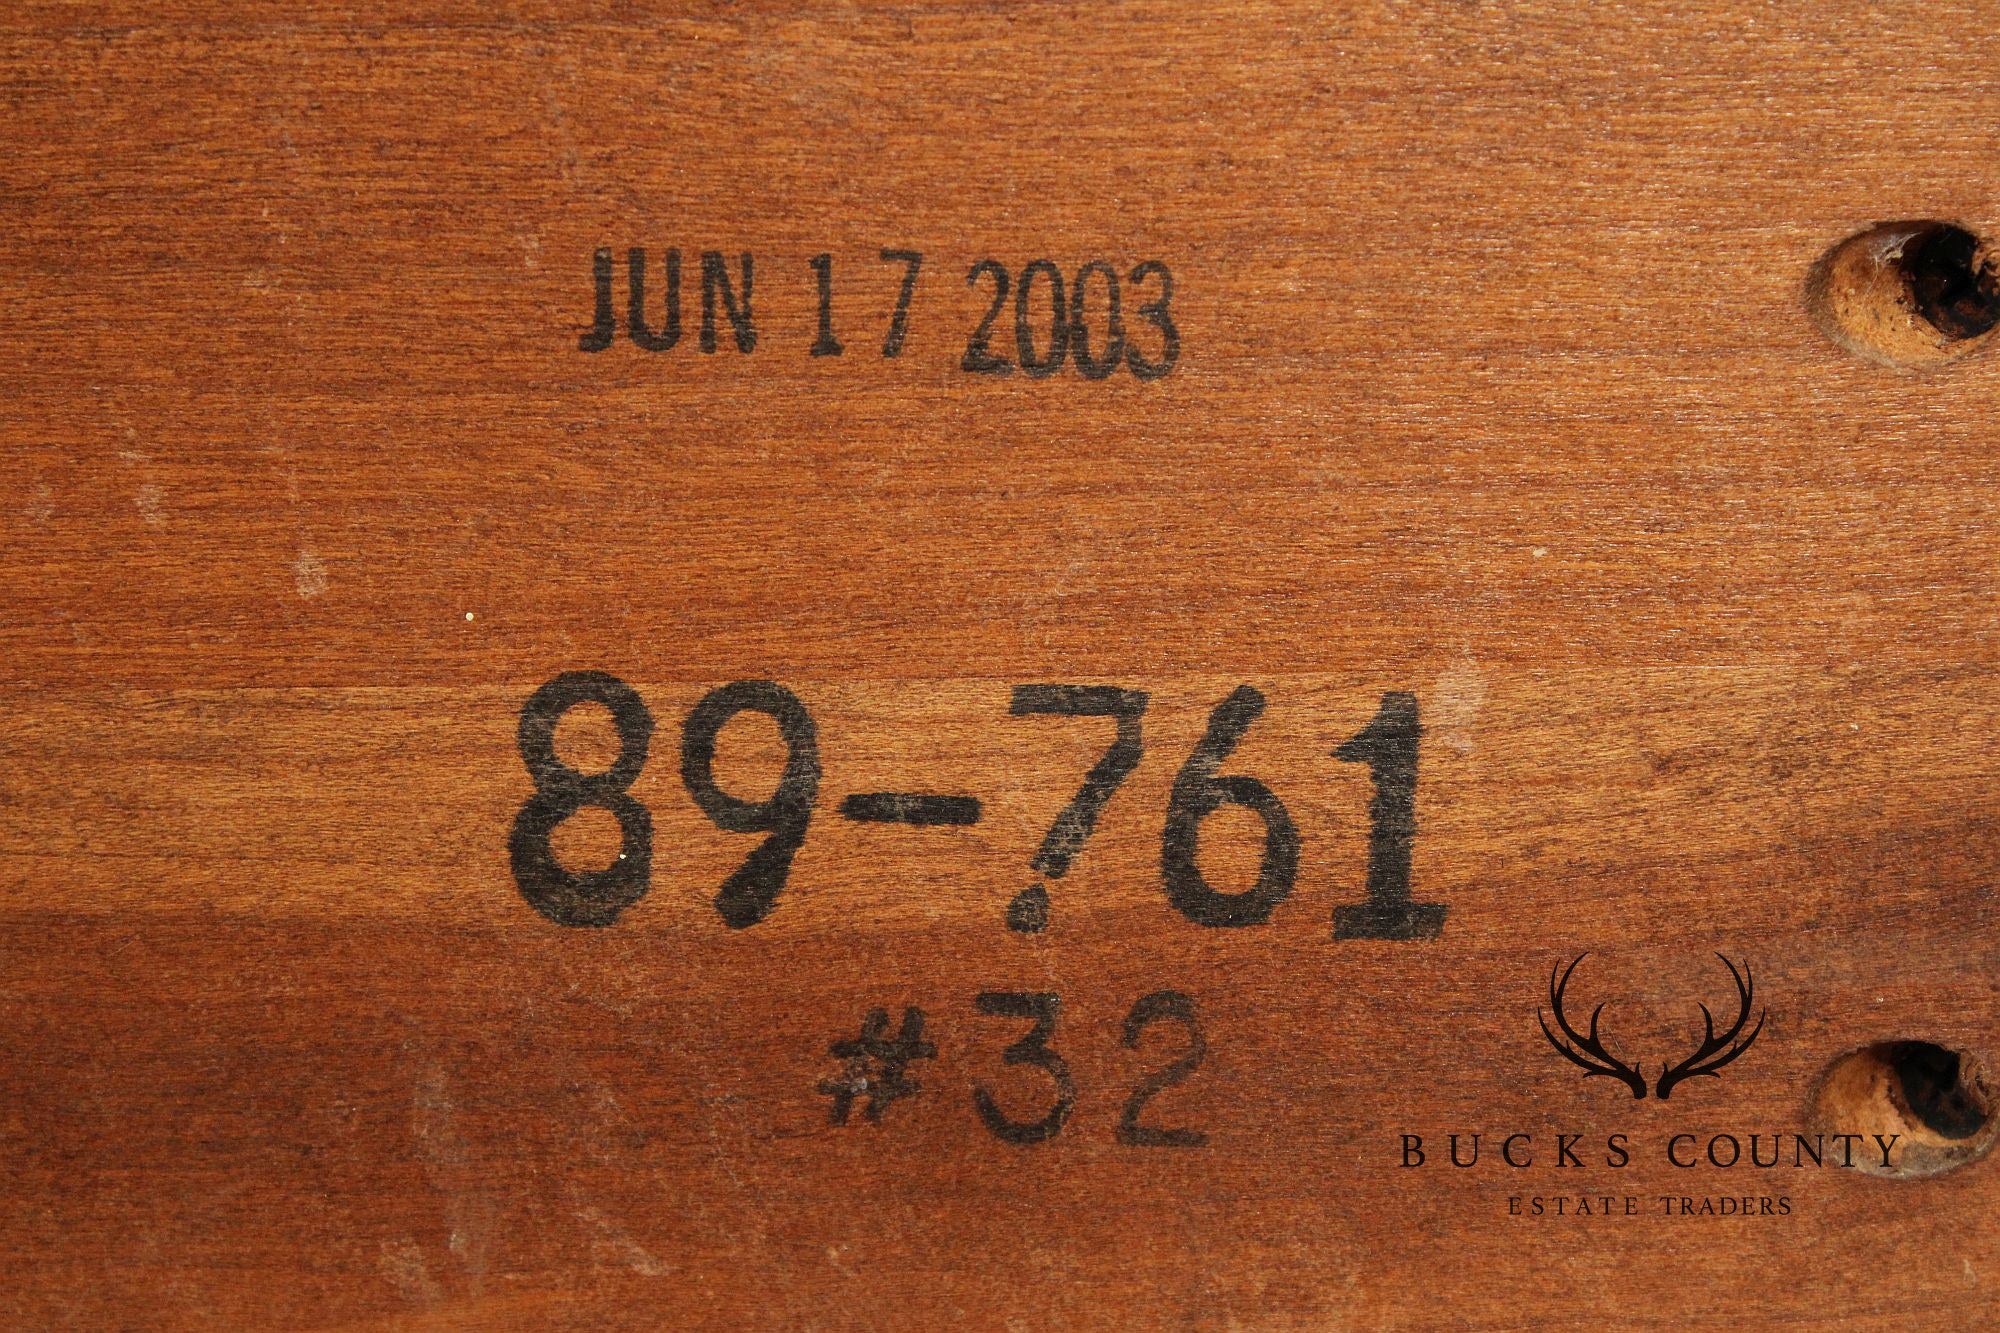 JUN 17 2003
89-761
#32
BUCKS COUNTY
ESTATE TRADERS